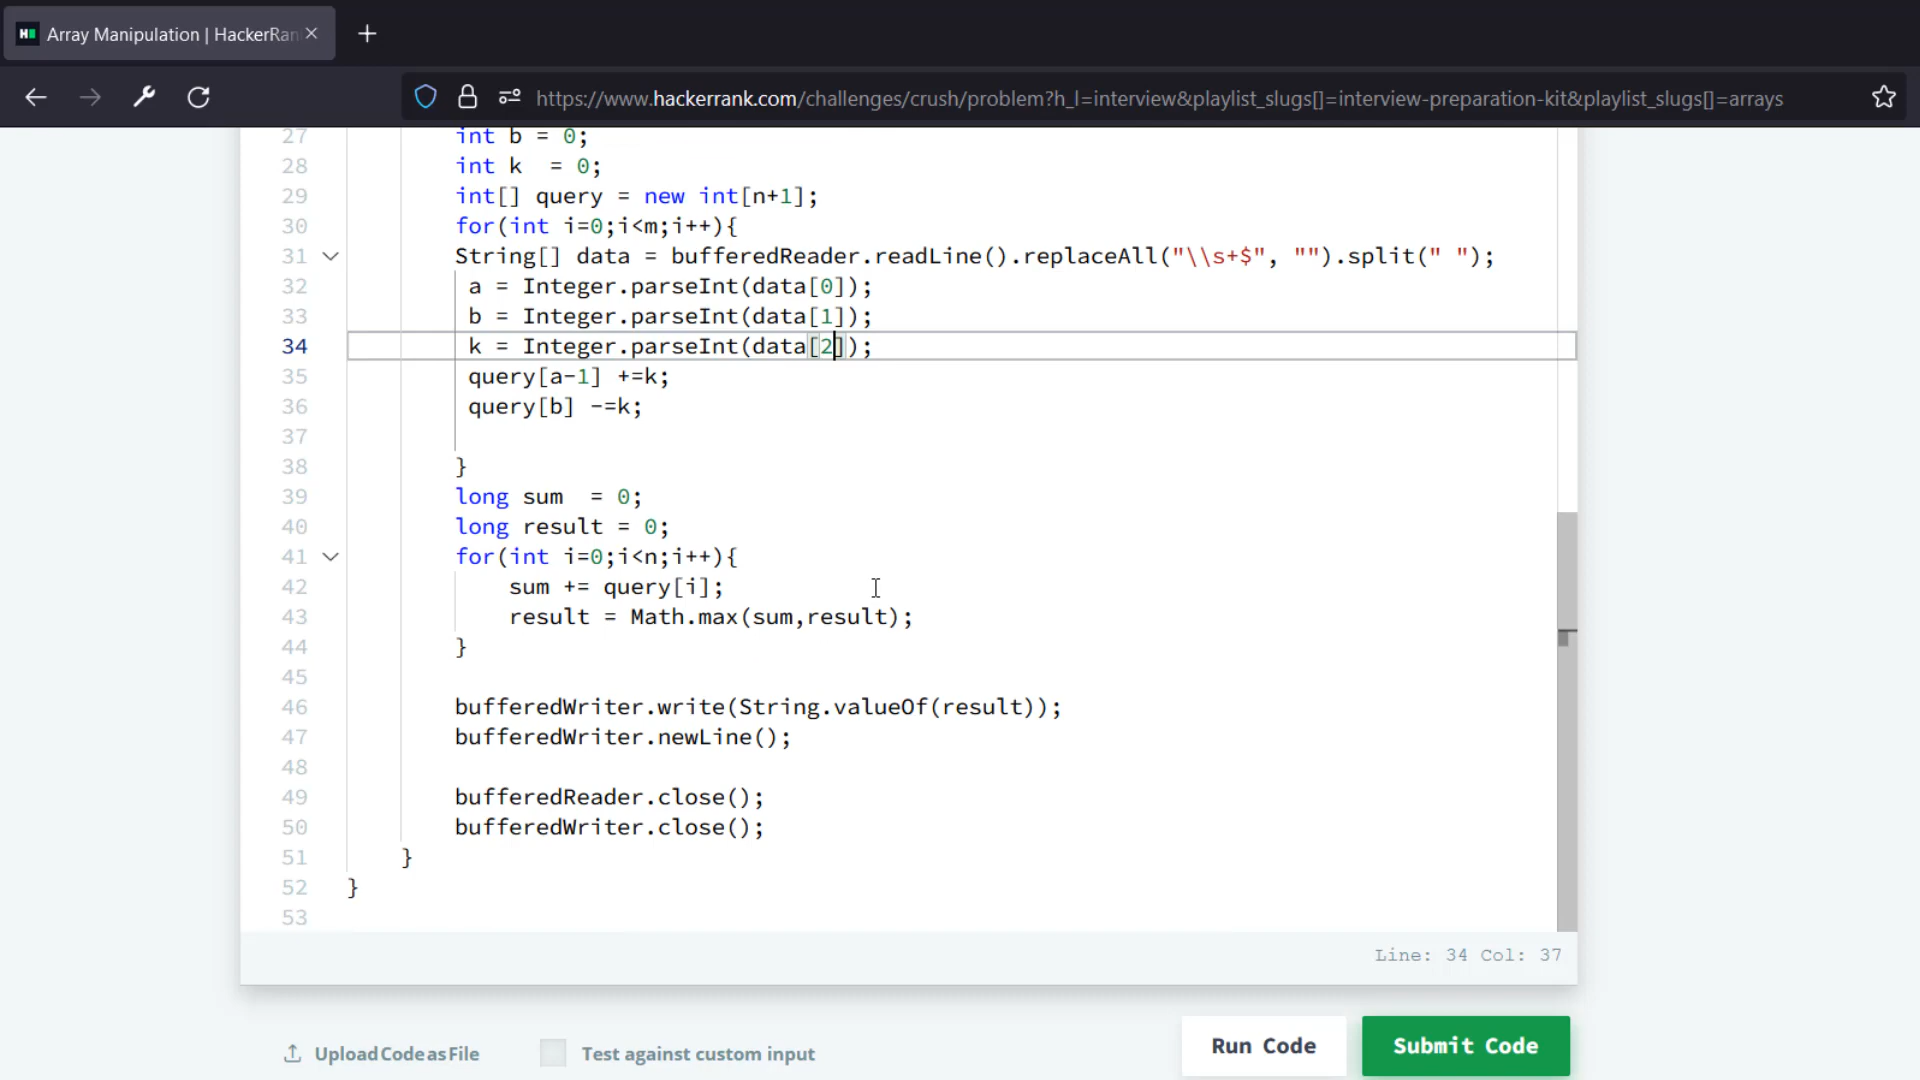 Array Manipulation | HackerRan
https://www.hackerrank.com/challenges/crush/problem?h_l=interview&playlist_slugs[]=interview-preparation-kit&playlist_slugs[]=arrays
27 int b = 0;
28 int k  = 0;
29 int[] query = new int[n+1];
30 for(int i=0;i<m;i++){
31 String[] data = bufferedReader.readLine().replaceAll("\\s+$", "").split(" ");
32 a = Integer.parseInt(data[0]);
33 b = Integer.parseInt(data[1]);
34 k = Integer.parseInt(data[2]);
35 query[a-1] +=k;
36 query[b] -=k;
37
38 }
39 long sum  = 0;
40 long result = 0;
41 for(int i=0;i<n;i++){
42 sum += query[i];
43 result = Math.max(sum,result);
44 }
45
46 bufferedWriter.write(String.valueOf(result));
47 bufferedWriter.newLine();
48
49 bufferedReader.close();
50 bufferedWriter.close();
51 }
52 }
53
Line: 34 Col: 37
Upload Code as File
Test against custom input
Run Code
Submit Code